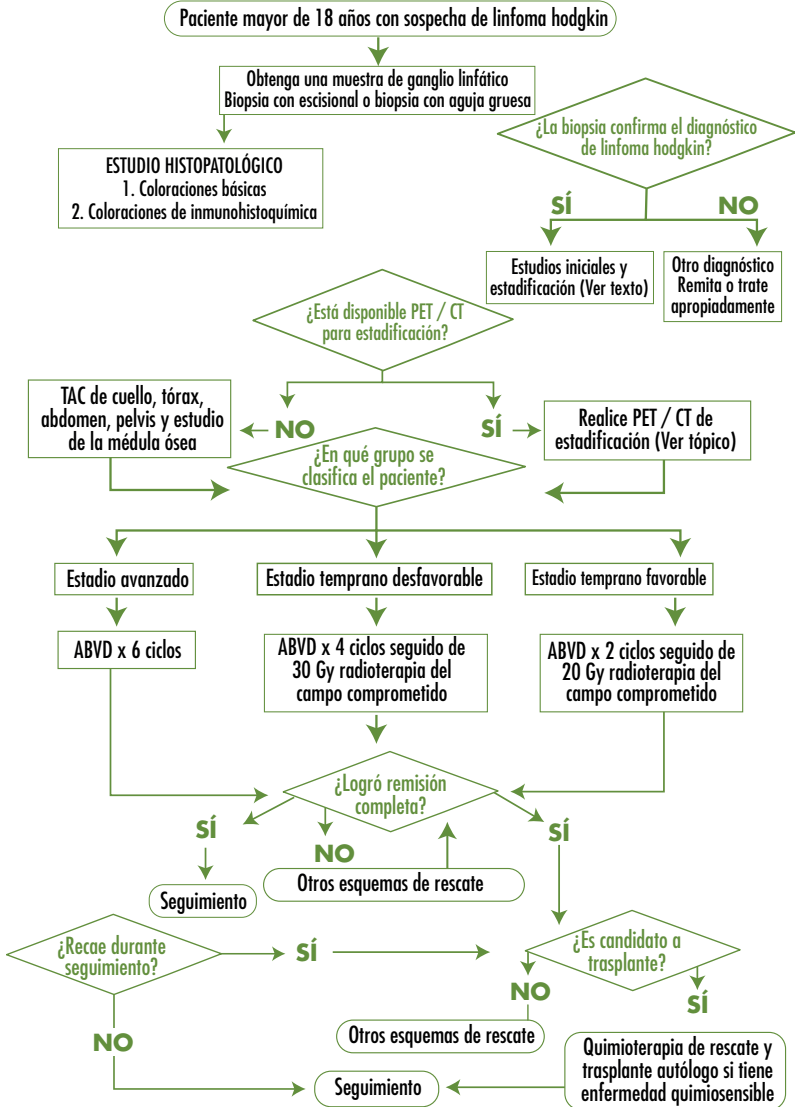 Paciente mayor de 18 años con sospecha de linfoma hodgkin
Obtenga una muestra de ganglio linfático
Biopsia con escisional o biopsia con aguja gruesa
¿La biopsia confirma el diagnóstico
de linfoma hodgkin?
ESTUDIO HISTOPATOLÓGICO
1. Coloraciones básicas
2. Coloraciones de inmunohistoquímica
SÍ
NO
Estudios iniciales y
estadificación (Ver texto)
Otro diagnóstico
Remita o trate
apropiadamente
¿Está disponible PET / CT
para estadificación?
TAC de cuello, tórax,
abdomen, pelvis y estudio
de la médula ósea
NO
SÍ
Realice PET / CT de
estadificación (Ver tópico)
¿En qué grupo se
clasifica el paciente?
Estadio avanzado
Estadio temprano desfavorable
Estadio temprano favorable
ABVD x 6 ciclos
ABVD x 4 ciclos seguido de
30 Gy radioterapia del
campo comprometido
ABVD x 2 ciclos seguido de
20 Gy radioterapia del
campo comprometido
¿Logró remisión
completa?
SÍ
NO
SÍ
Seguimiento
Otros esquemas de rescate
¿Recae durante
seguimiento?
SÍ
¿Es candidato a
trasplante?
NO
SÍ
NO
Otros esquemas de rescate
Seguimiento
Quimioterapia de rescate y
trasplante autólogo si tiene
enfermedad quimiosensible